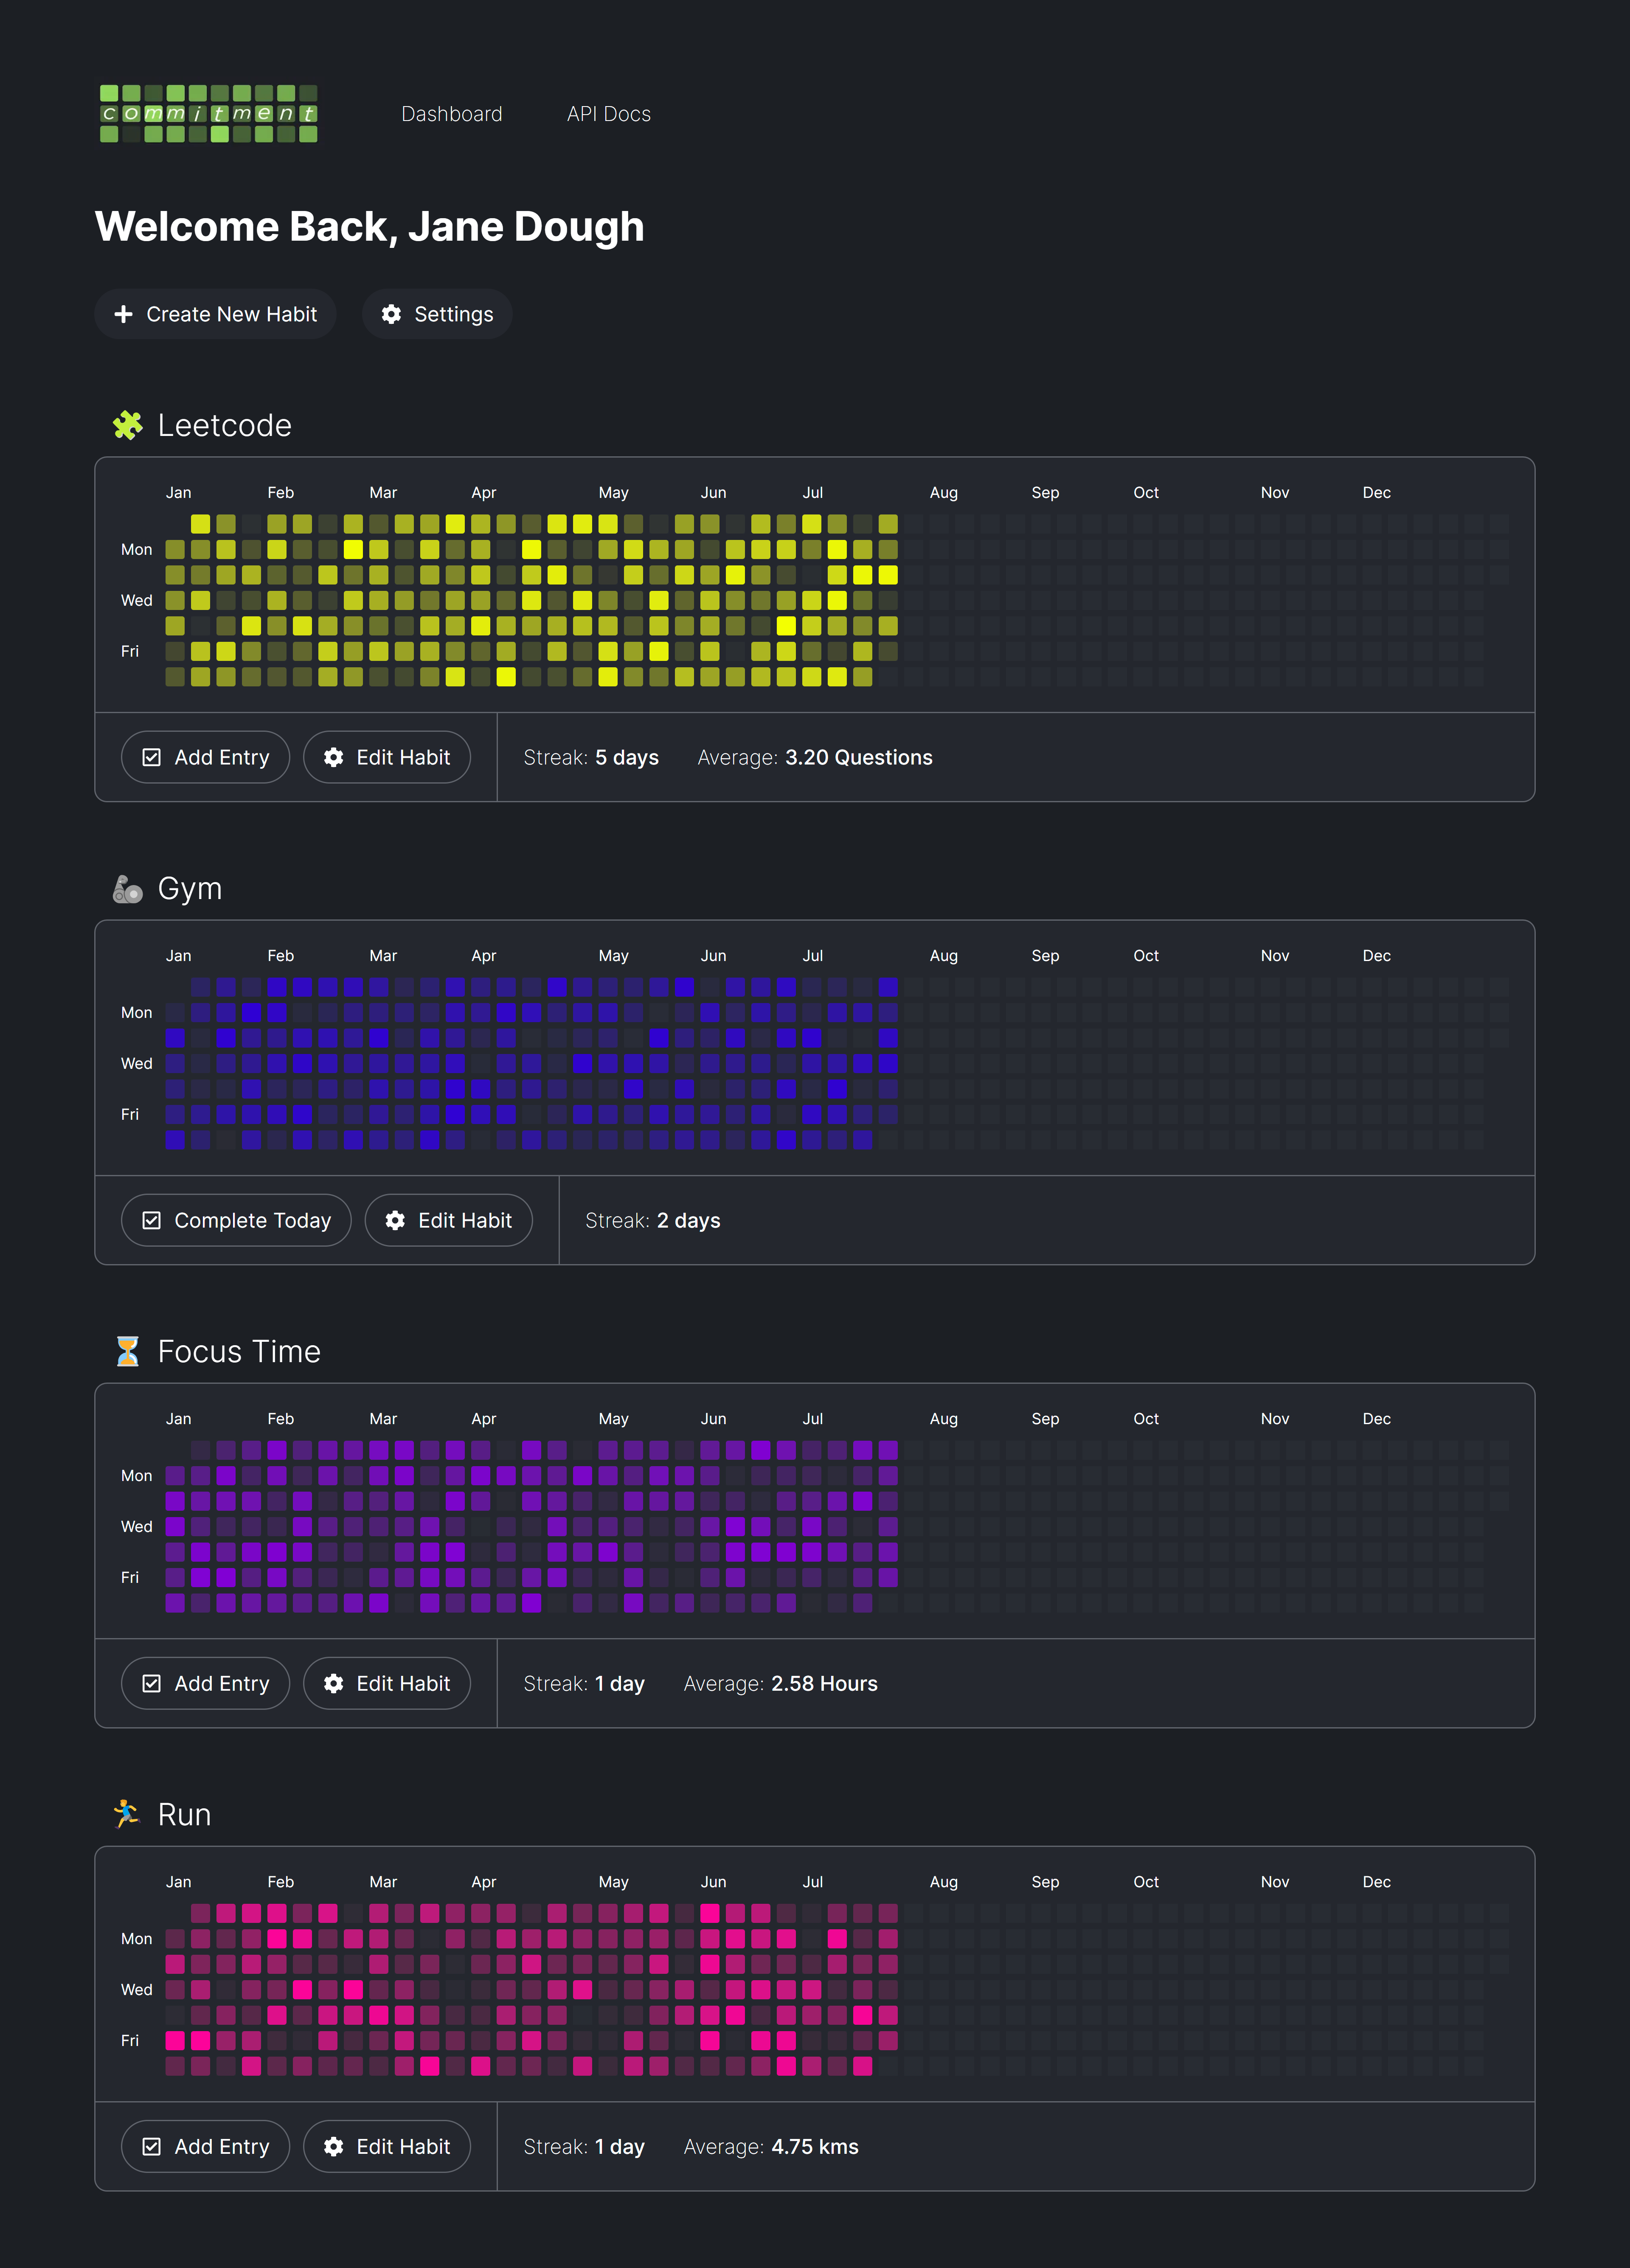 commitment Dashboard API Docs
Welcome Back, Jane Dough
Create New Habit Settings
Leetcode
Jan Feb Mar Apr May Jun Jul Aug Sep Oct Nov Dec
Mon
Wed
Fri
Add Entry Edit Habit Streak: 5 days Average: 3.20 Questions
Gym
Jan Feb Mar Apr May Jun Jul Aug Sep Oct Nov Dec
Mon
Wed
Fri
Complete Today Edit Habit Streak: 2 days
Focus Time
Jan Feb Mar Apr May Jun Jul Aug Sep Oct Nov Dec
Mon
Wed
Fri
Add Entry Edit Habit Streak: 1 day Average: 2.58 Hours
Run
Jan Feb Mar Apr May Jun Jul Aug Sep Oct Nov Dec
Mon
Wed
Fri
Add Entry Edit Habit Streak: 1 day Average: 4.75 kms